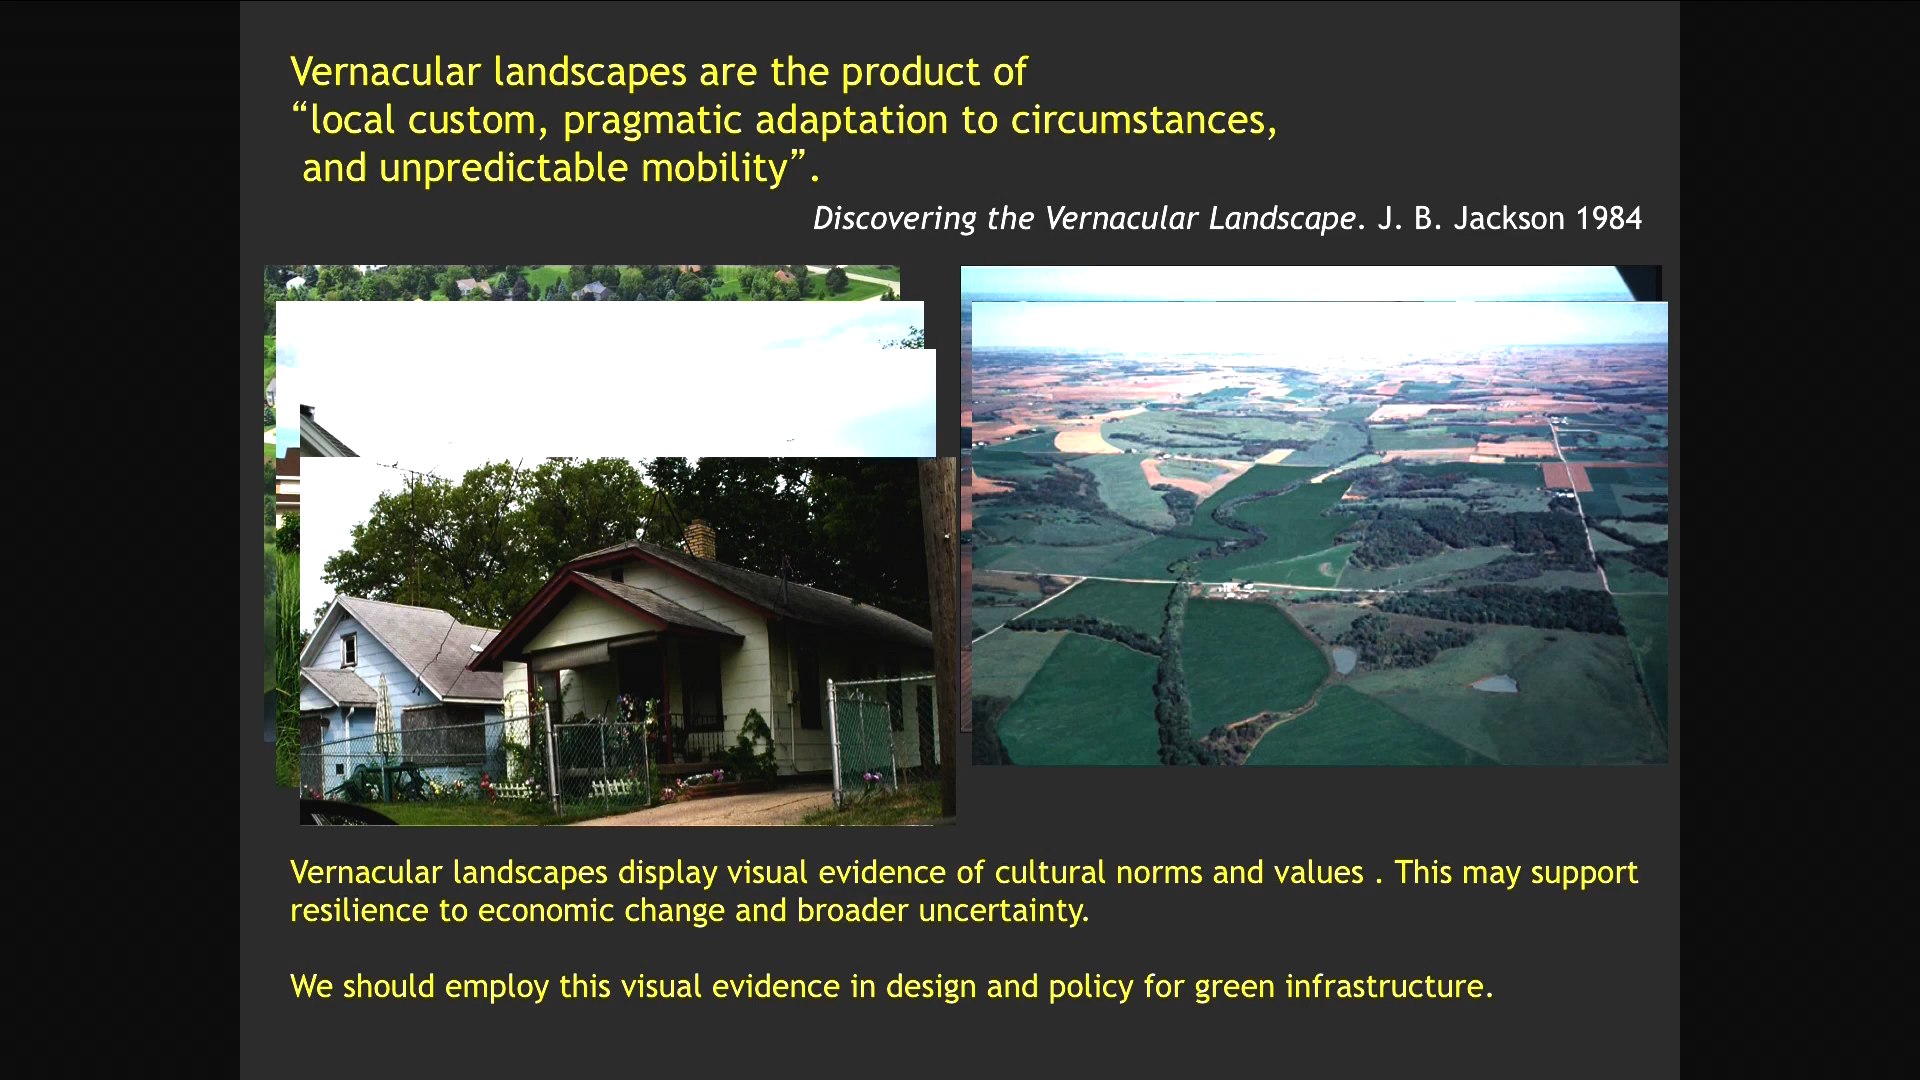 Vernacular landscapes are the product of
“local custom, pragmatic adaptation to circumstances,
and unpredictable mobility”.
Discovering the Vernacular Landscape. J. B. Jackson 1984
Vernacular landscapes display visual evidence of cultural norms and values . This may support
resilience to economic change and broader uncertainty.
We should employ this visual evidence in design and policy for green infrastructure.